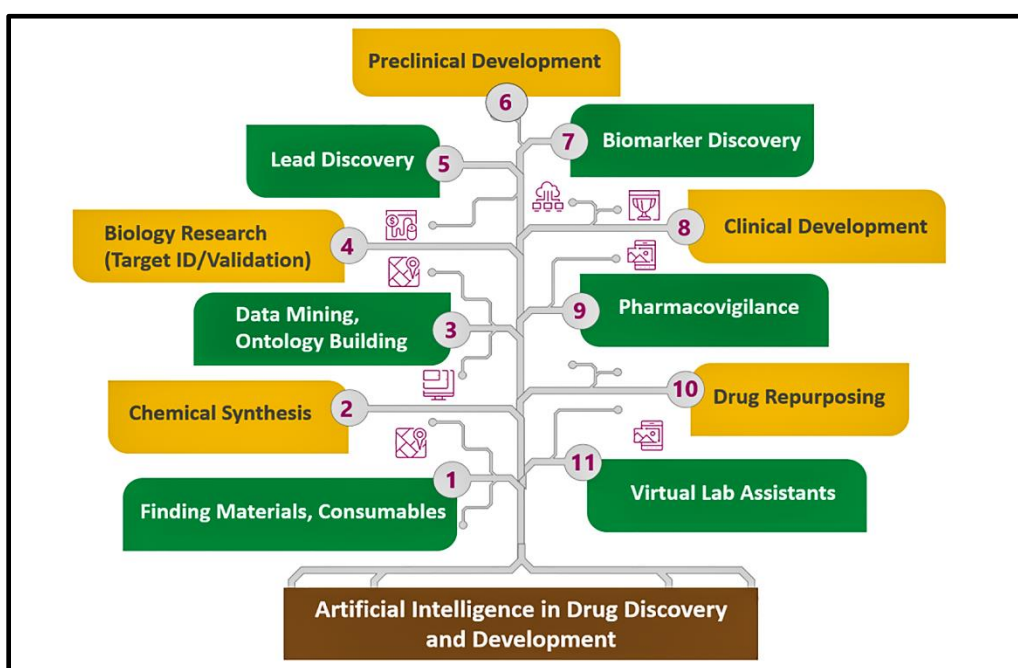 Preclinical Development
6
7
Biomarker Discovery
Lead Discovery
5
Biology Research
(Target ID/Validation)
4
8
Clinical Development
Data Mining,
Ontology Building
3
9
Pharmacovigilance
Chemical Synthesis
2
10
Drug Repurposing
Finding Materials, Consumables
1
11
Virtual Lab Assistants
Artificial Intelligence in Drug Discovery
and Development